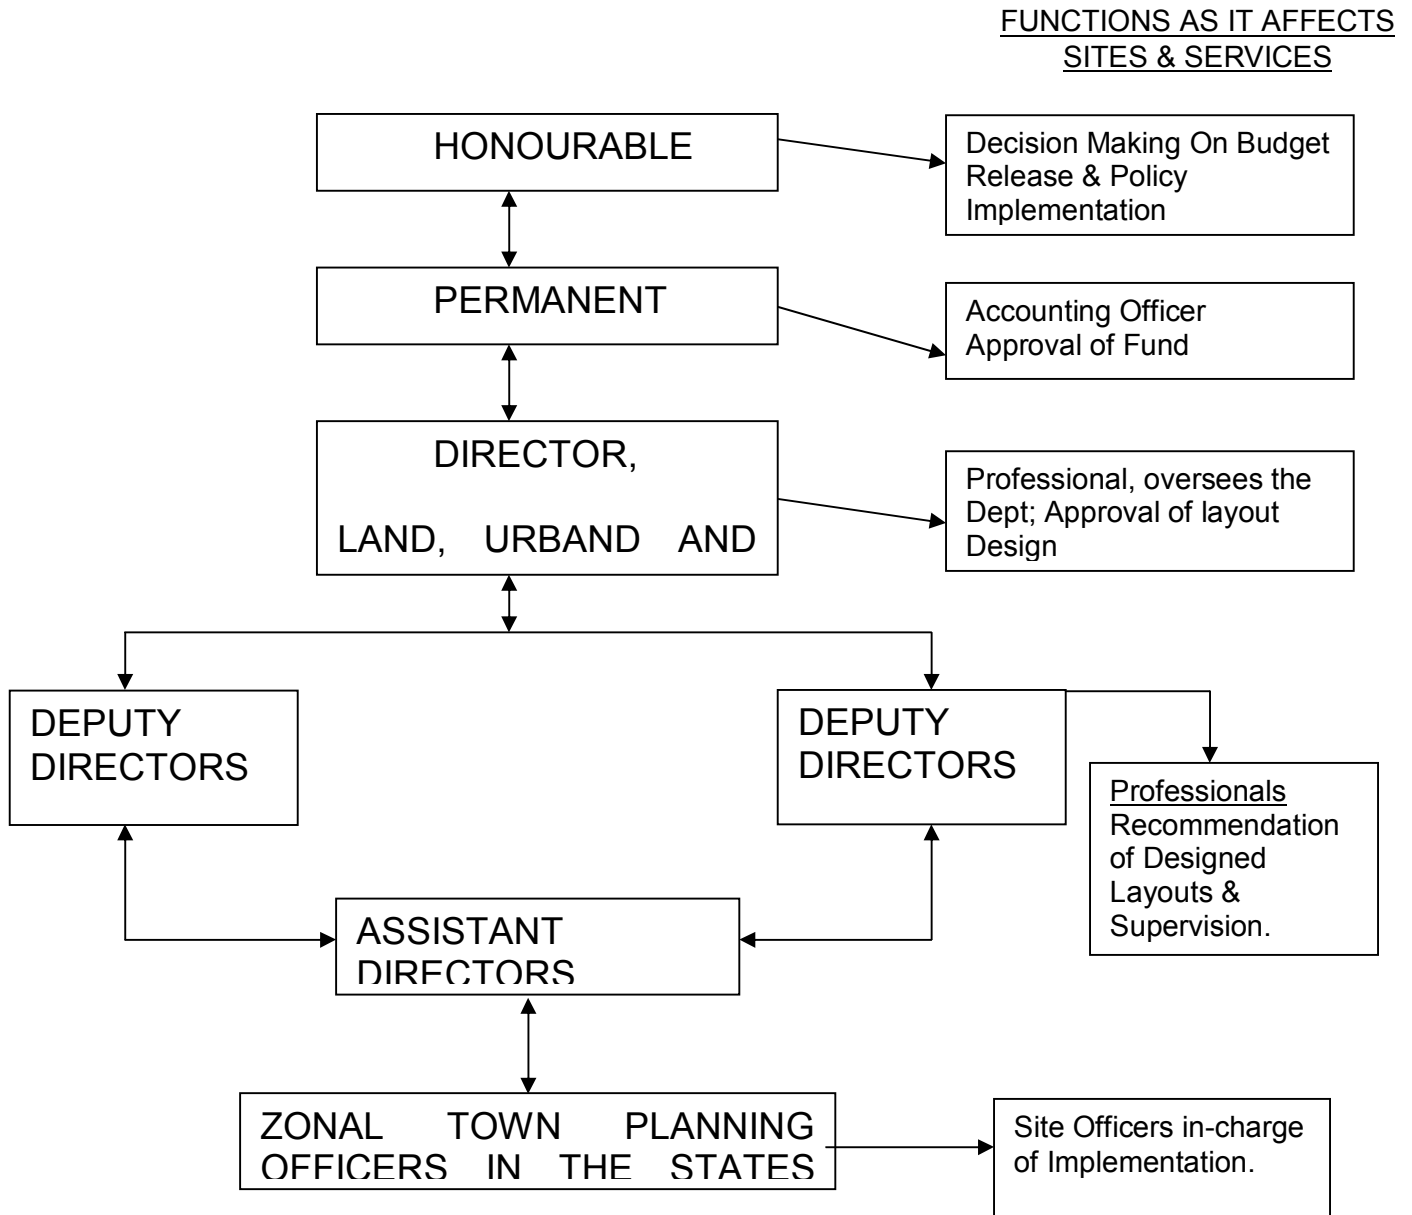 FUNCTIONS AS IT AFFECTS
SITES & SERVICES
HONOURABLE
Decision Making On Budget
Release & Policy
Implementation
PERMANENT
Accounting Officer
Approval of Fund
DIRECTOR,
LAND, URBAND AND
Professional, oversees the
Dept; Approval of layout
Design
DEPUTY
DIRECTORS
DEPUTY
DIRECTORS
Professionals
Recommendation
of Designed
Layouts &
Supervision.
ASSISTANT
DIRECTORS
ZONAL TOWN PLANNING
OFFICERS IN THE STATES
Site Officers in-charge
of Implementation.